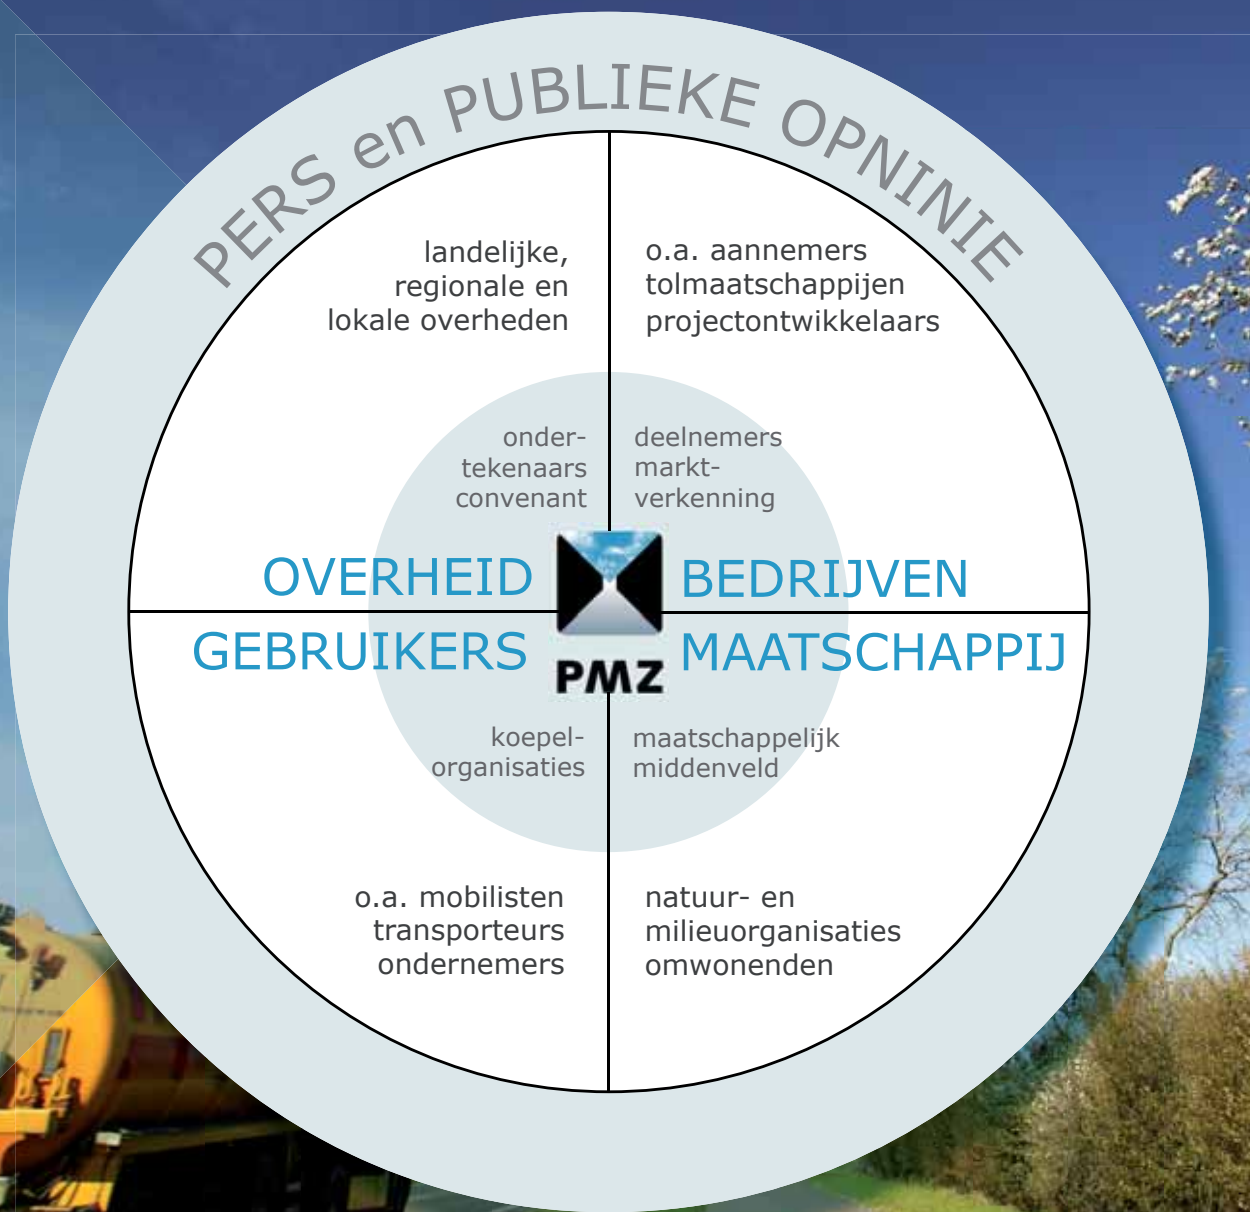 PERS en PUBLIEKE OPNINIE
landelijke,
regionale en
lokale overheden
o.a. aannemers
tolmaatschappijen
projectontwikkelaars
onder-
tekenaars
convenant
deelnemers
markt-
verkenning
OVERHEID
BEDRIJVEN
GEBRUIKERS
MAATSCHAPPIJ
PMZ
koepel-
organisaties
maatschappelijk
middenveld
o.a. mobilisten
transporteurs
ondernemers
natuur- en
milieuorganisaties
omwonenden